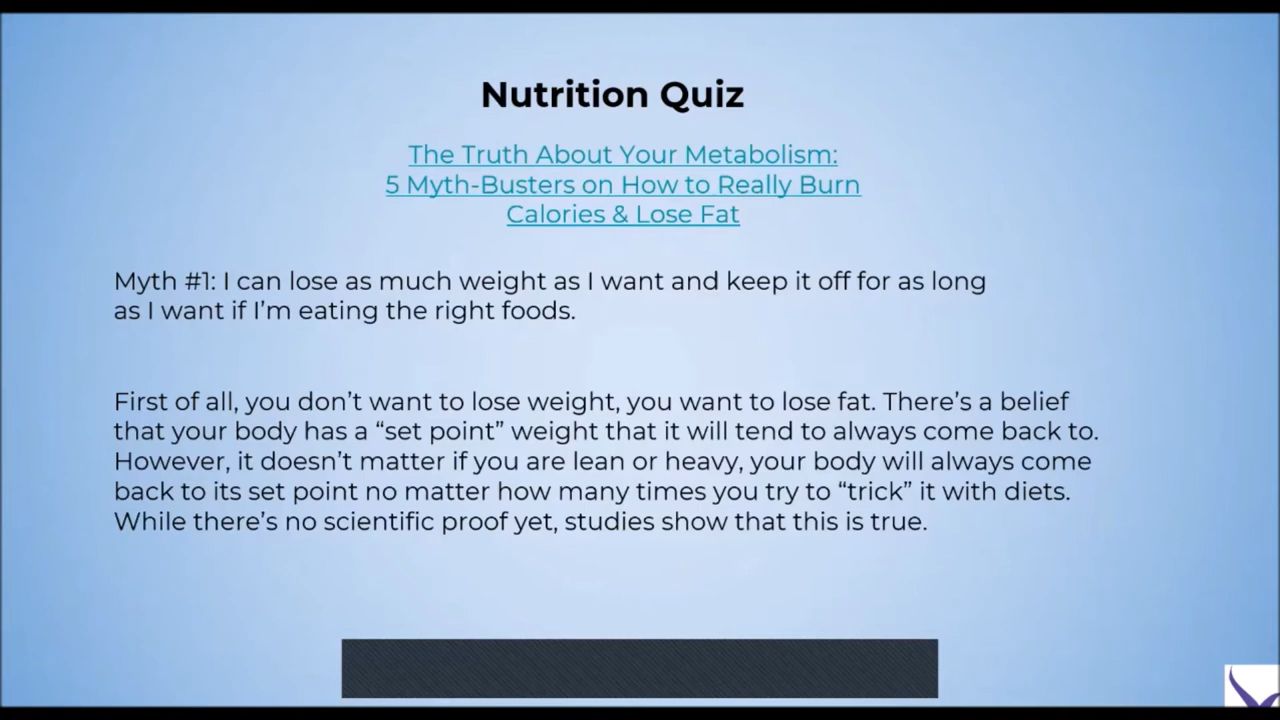 Nutrition Quiz
The Truth About Your Metabolism:
5 Myth-Busters on How to Really Burn
Calories & Lose Fat
Myth #1: I can lose as much weight as I want and keep it off for as long
as I want if I’m eating the right foods.
First of all, you don’t want to lose weight, you want to lose fat. There’s a belief
that your body has a “set point” weight that it will tend to always come back to.
However, it doesn’t matter if you are lean or heavy, your body will always come
back to its set point no matter how many times you try to “trick” it with diets.
While there’s no scientific proof yet, studies show that this is true.